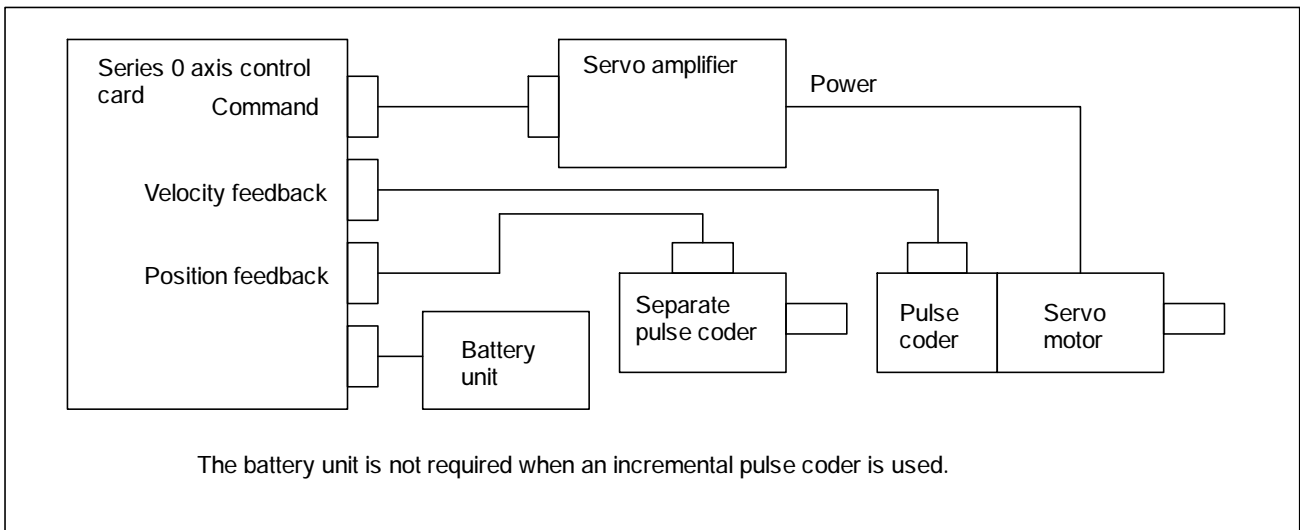 Series 0 axis control
card
Command
Servo amplifier
Power
Velocity feedback
Position feedback
Separate
pulse coder
Pulse
coder
Servo
motor
Battery
unit
The battery unit is not required when an incremental pulse coder is used.